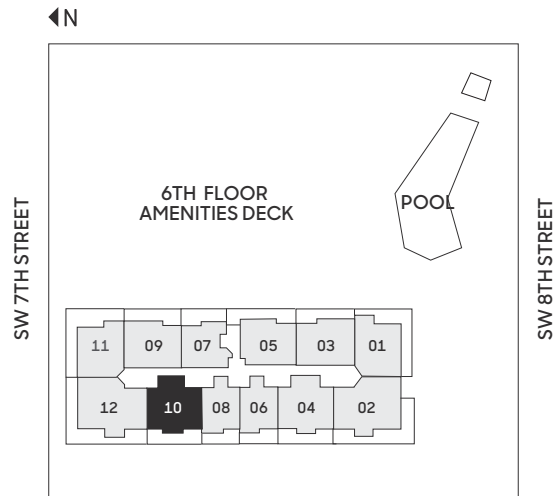 N
6TH FLOOR
AMENITIES DECK
POOL
SW 7TH STREET
SW 8TH STREET
11 09 07 05 03 01
12 10 08 06 04 02